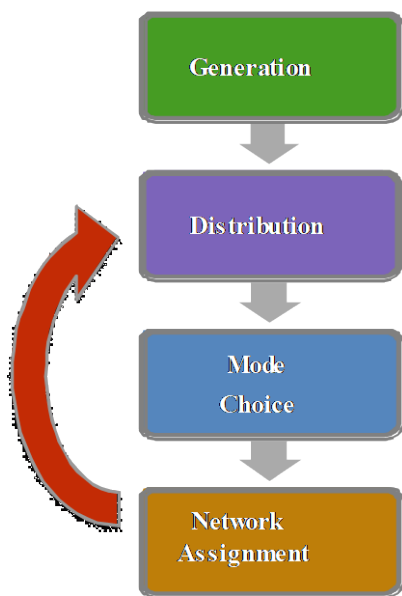 Generation
Distribution
Mode
Choice
Network
Assignment